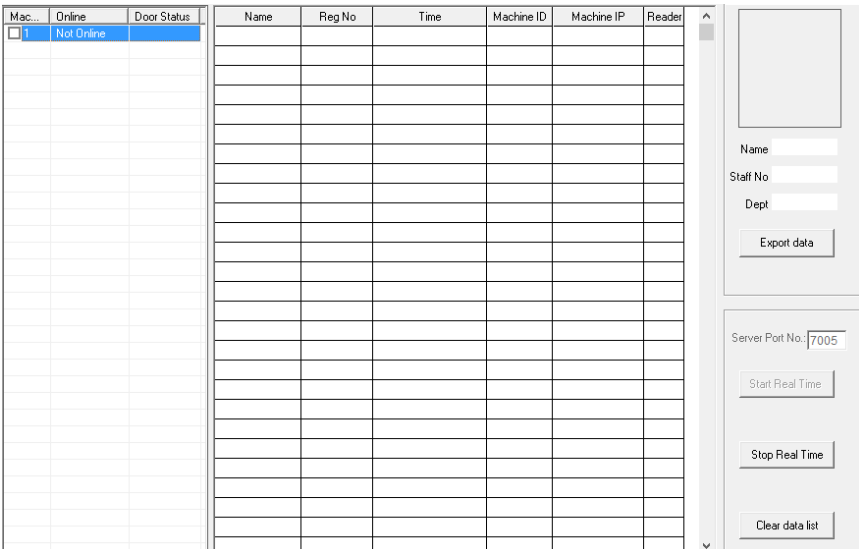 Mac... Online Door Status
1 Not Online
Name Reg No Time Machine ID Machine IP Reader
Name
Staff No
Dept
Export data
Server Port No.: 7005
Start Real Time
Stop Real Time
Clear data list